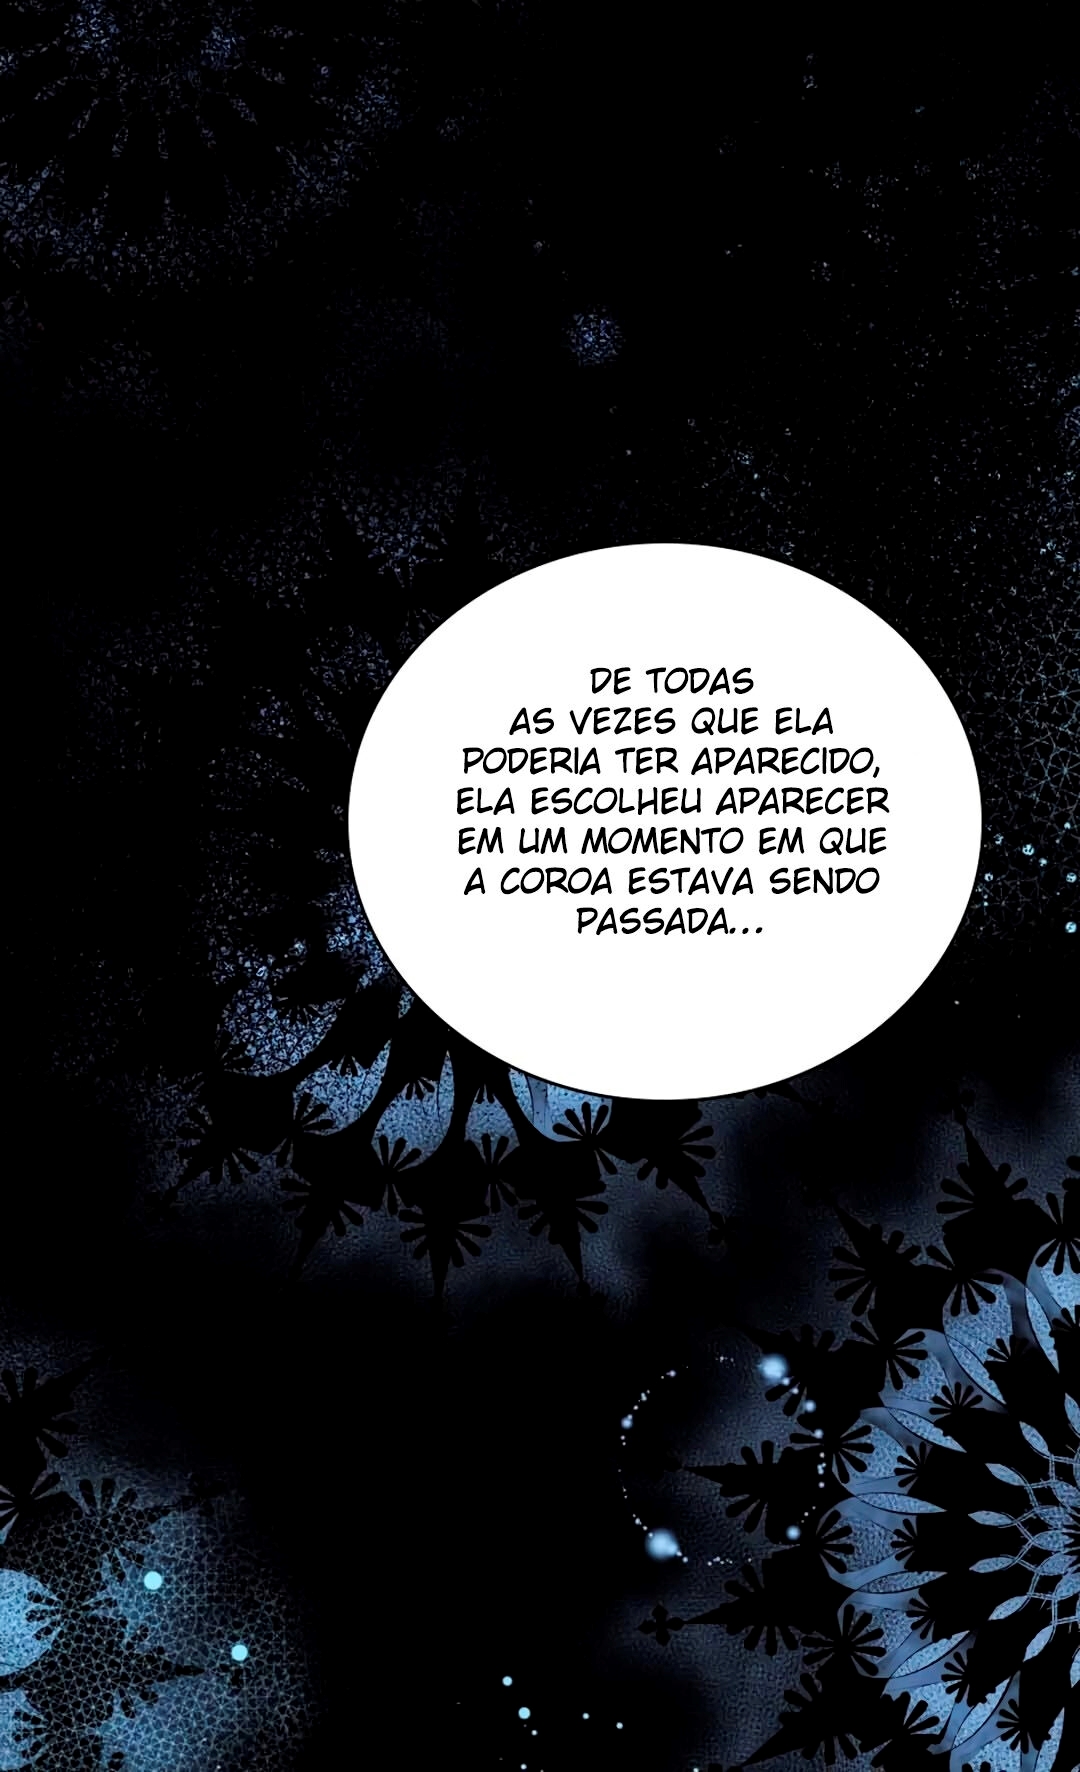 DE TODAS
AS VEZES QUE ELA
PODERIA TER APARECIDO,
ELA ESCOLHEU APARECER
EM UM MOMENTO EM QUE
A COROA ESTAVA SENDO
PASSADA...